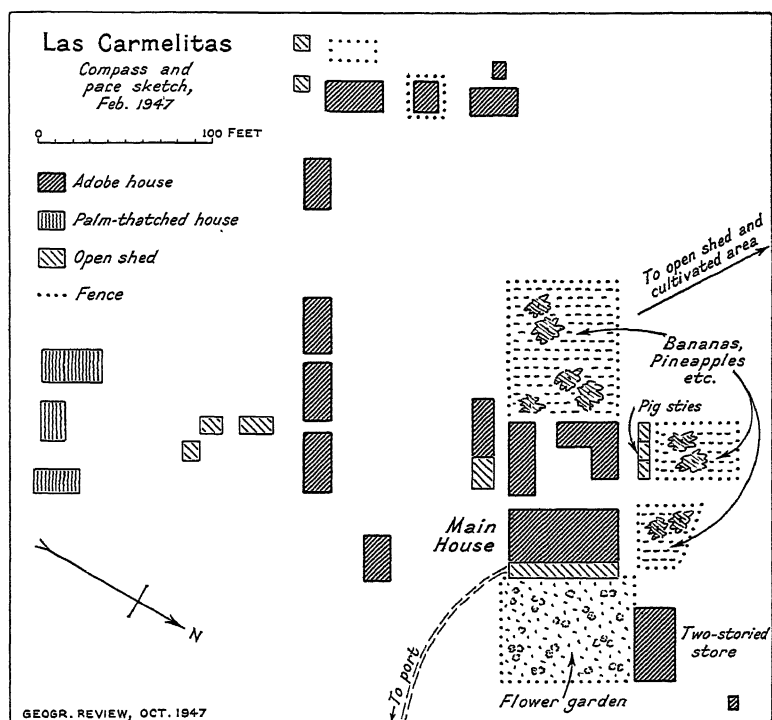 Las Carmelitas
Compass and
pace sketch,
Feb. 1947
0 100 FEET
Adobe house
Palm-thatched house
Open shed
Fence
To open shed and
cultivated area
Bananas,
Pineapples
etc.
Pig sties
Main
House
N
To port
Two-storied
store
Flower garden
GEOGR. REVIEW, OCT. 1947